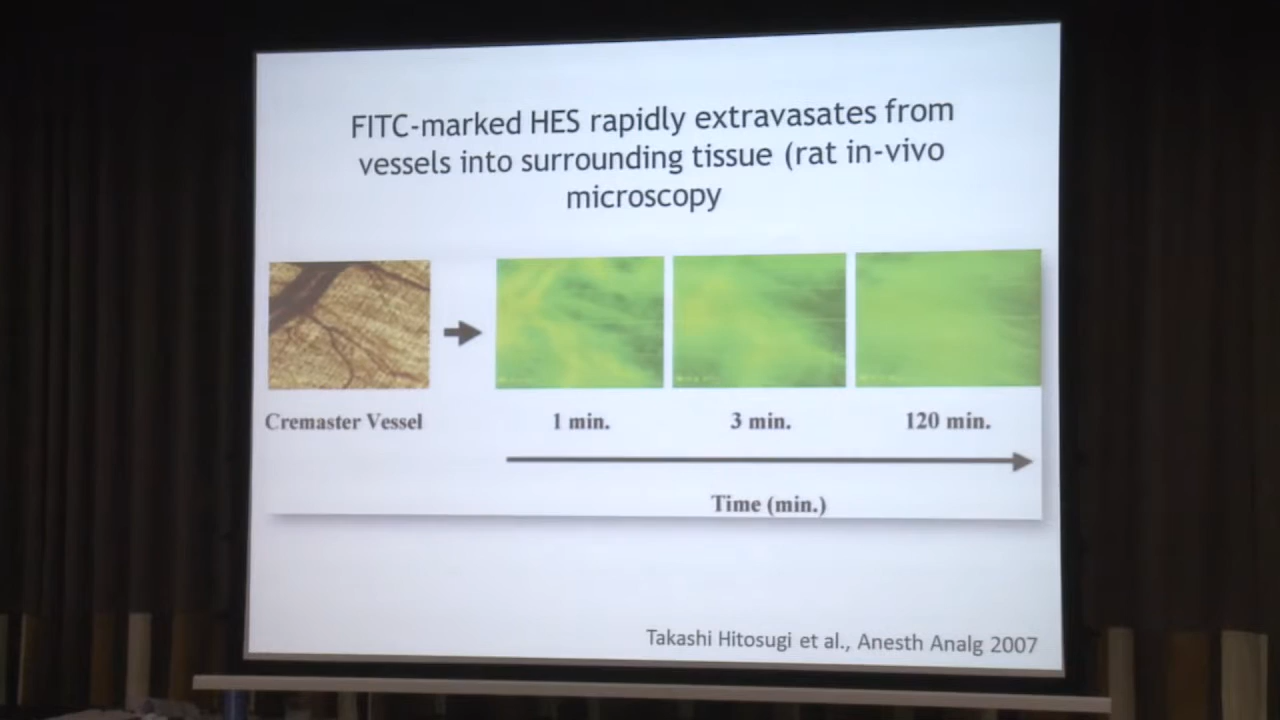 FITC-marked HES rapidly extravasates from
vessels into surrounding tissue (rat in-vivo
microscopy
Cremaster Vessel
1 min.
3 min.
120 min.
Time (min.)
Takashi Hitosugi et al., Anesth Analg 2007